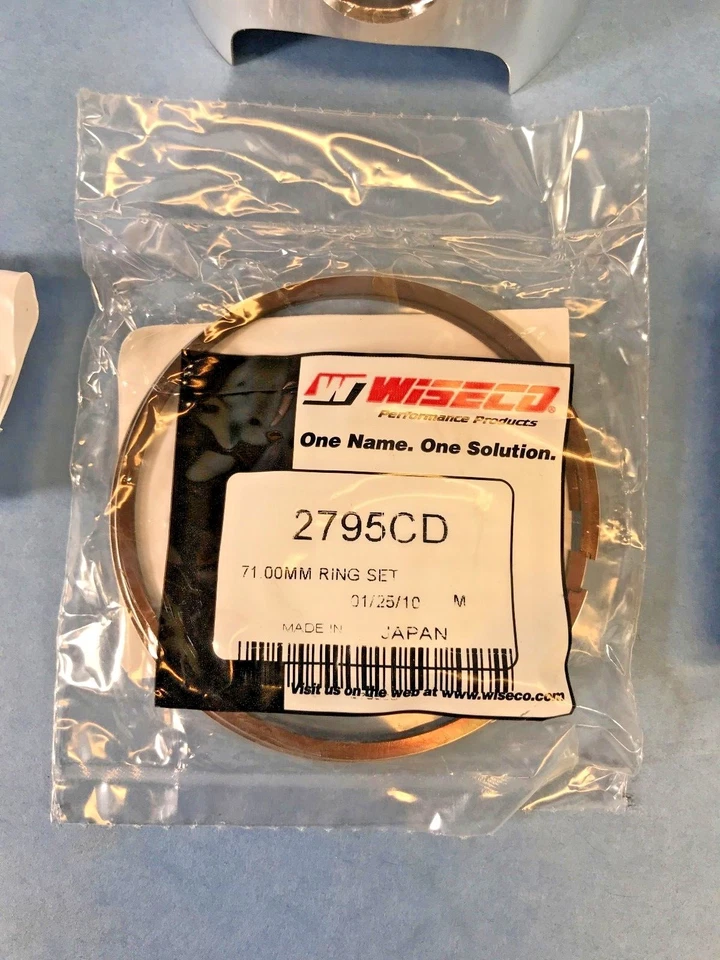 W WISECO®
Performance Products
One Name. One Solution.
2795CD
71.00MM RING SET
01/25/10 M
MADE IN JAPAN
Visit us on the web at www.wiseco.com